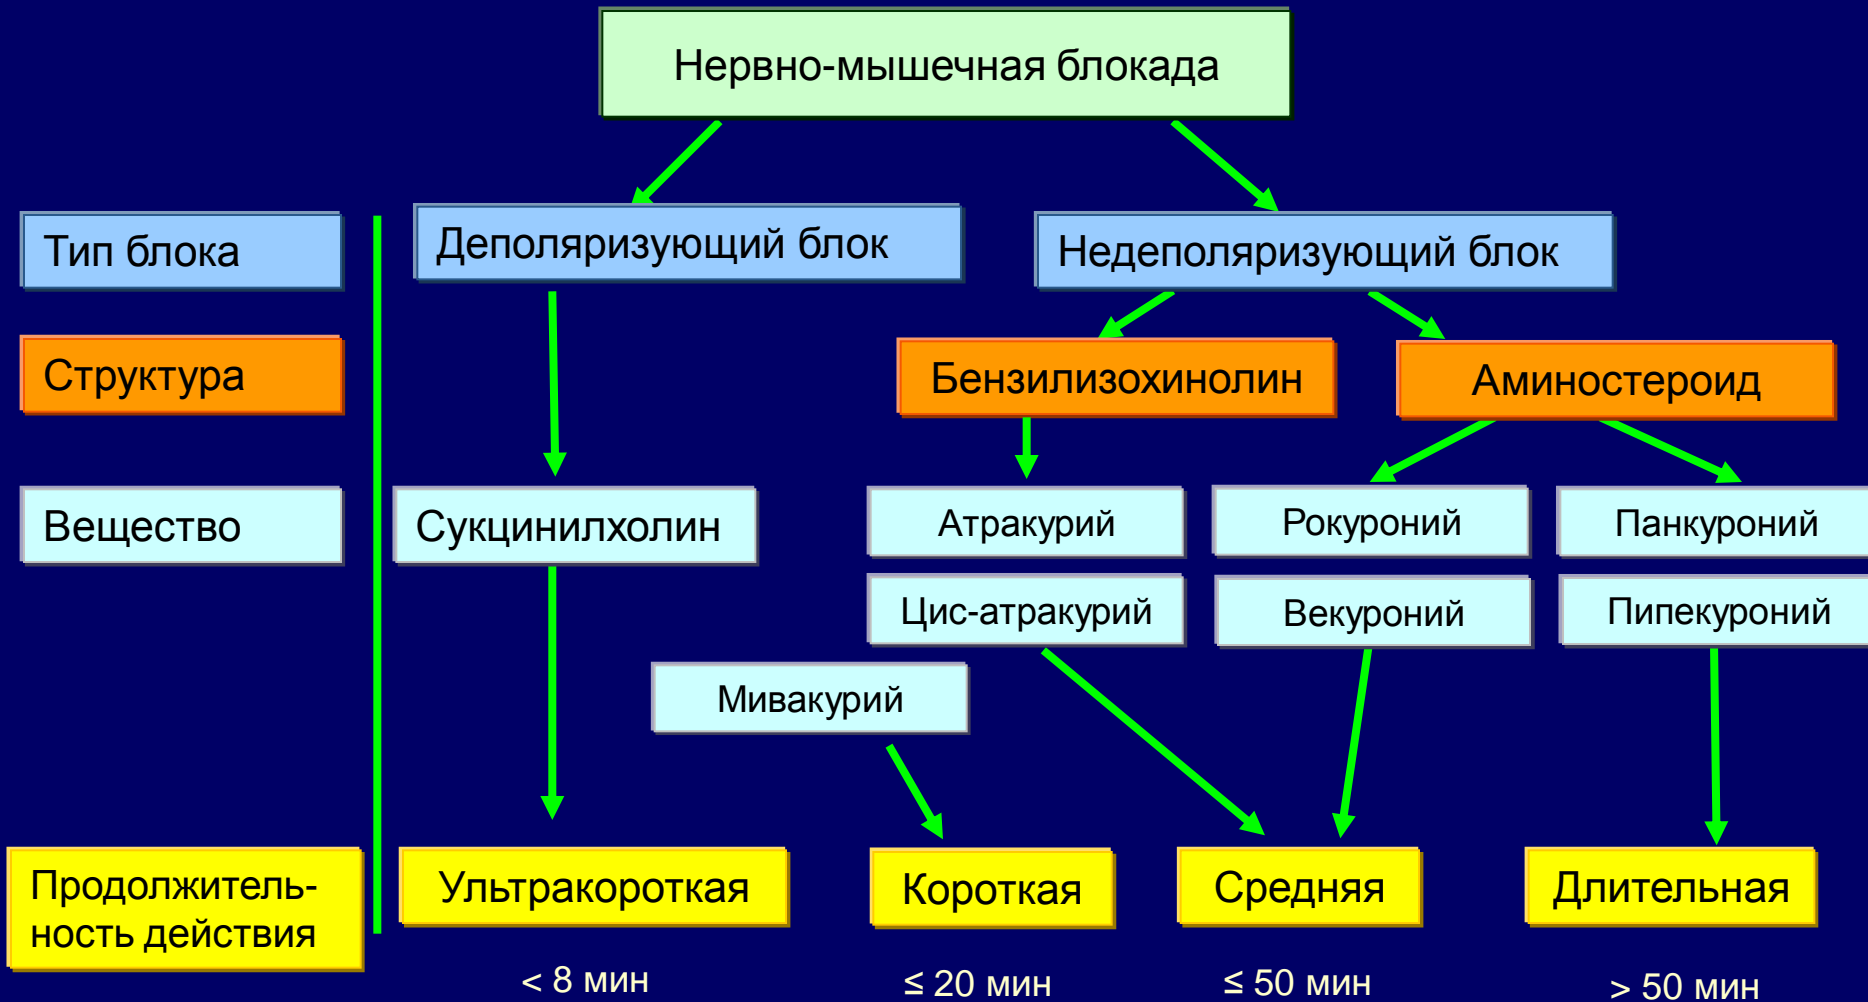 Нервно-мышечная блокада
Тип блока
Деполяризующий блок
Недеполяризующий блок
Структура
Бензилизохинолин
Аминостероид
Вещество
Сукцинилхолин
Атракурий
Рокуроний
Панкуроний
Цис-атракурий
Векуроний
Пипекуроний
Мивакурий
Продолжитель-
ность действия
Ультракороткая
Короткая
Средняя
Длительная
< 8 мин
≤ 20 мин
≤ 50 мин
> 50 мин